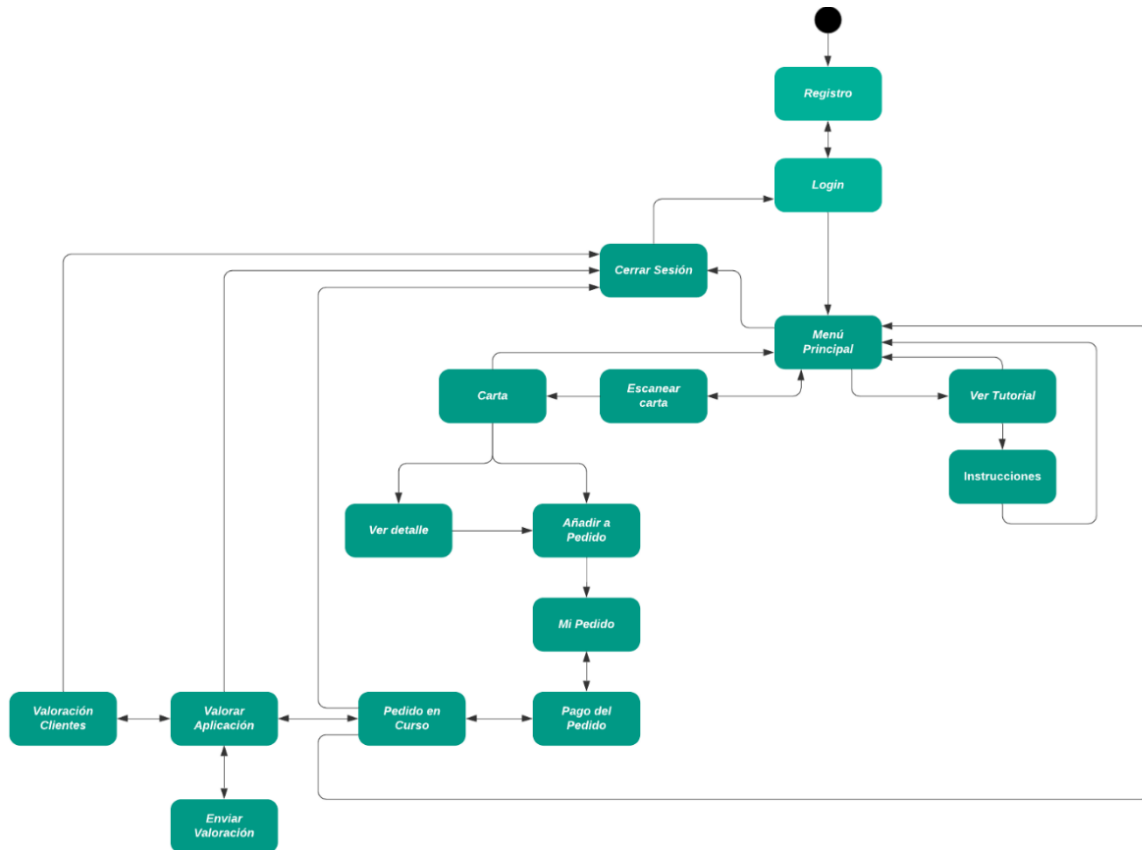 Registro
Login
Cerrar Sesión
Menú
Principal
Carta
Escanear
carta
Ver Tutorial
Instrucciones
Ver detalle
Añadir a
Pedido
Mi Pedido
Valoración
Clientes
Valorar
Aplicación
Pedido en
Curso
Pago del
Pedido
Enviar
Valoración